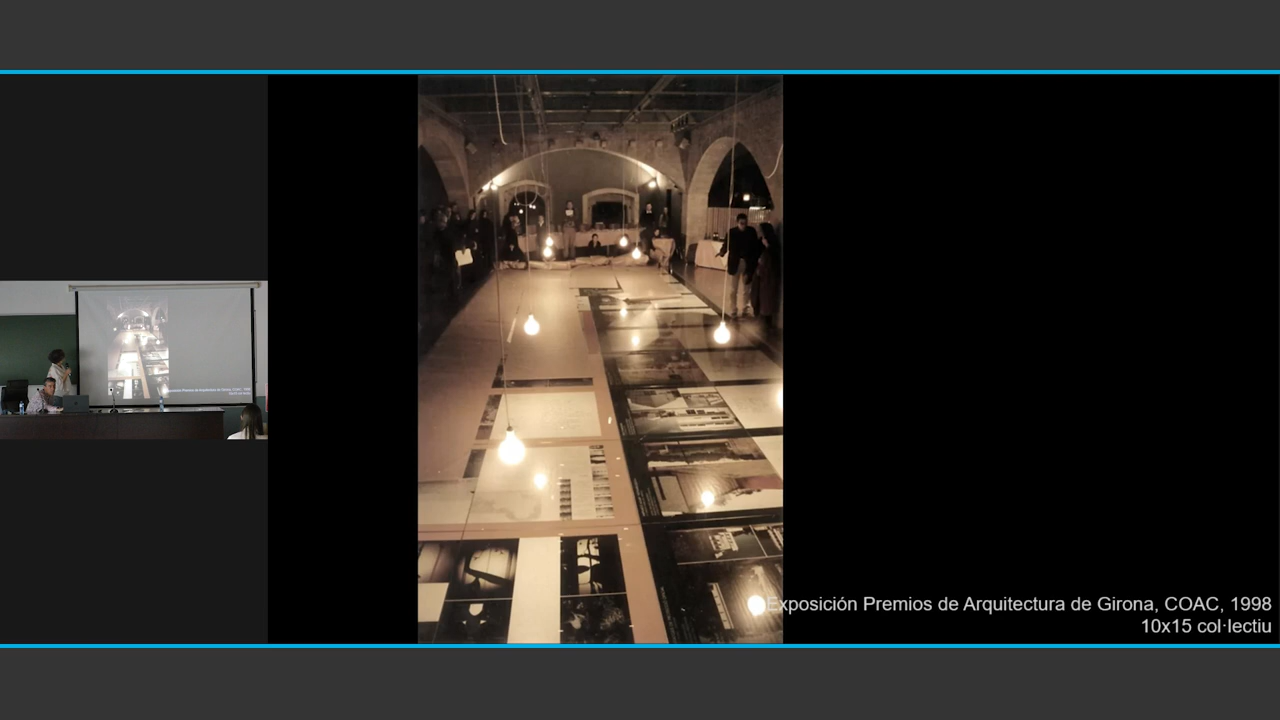 Exposición Premios de Arquitectura de Girona, COAC, 1998
10x15 col·lectiu